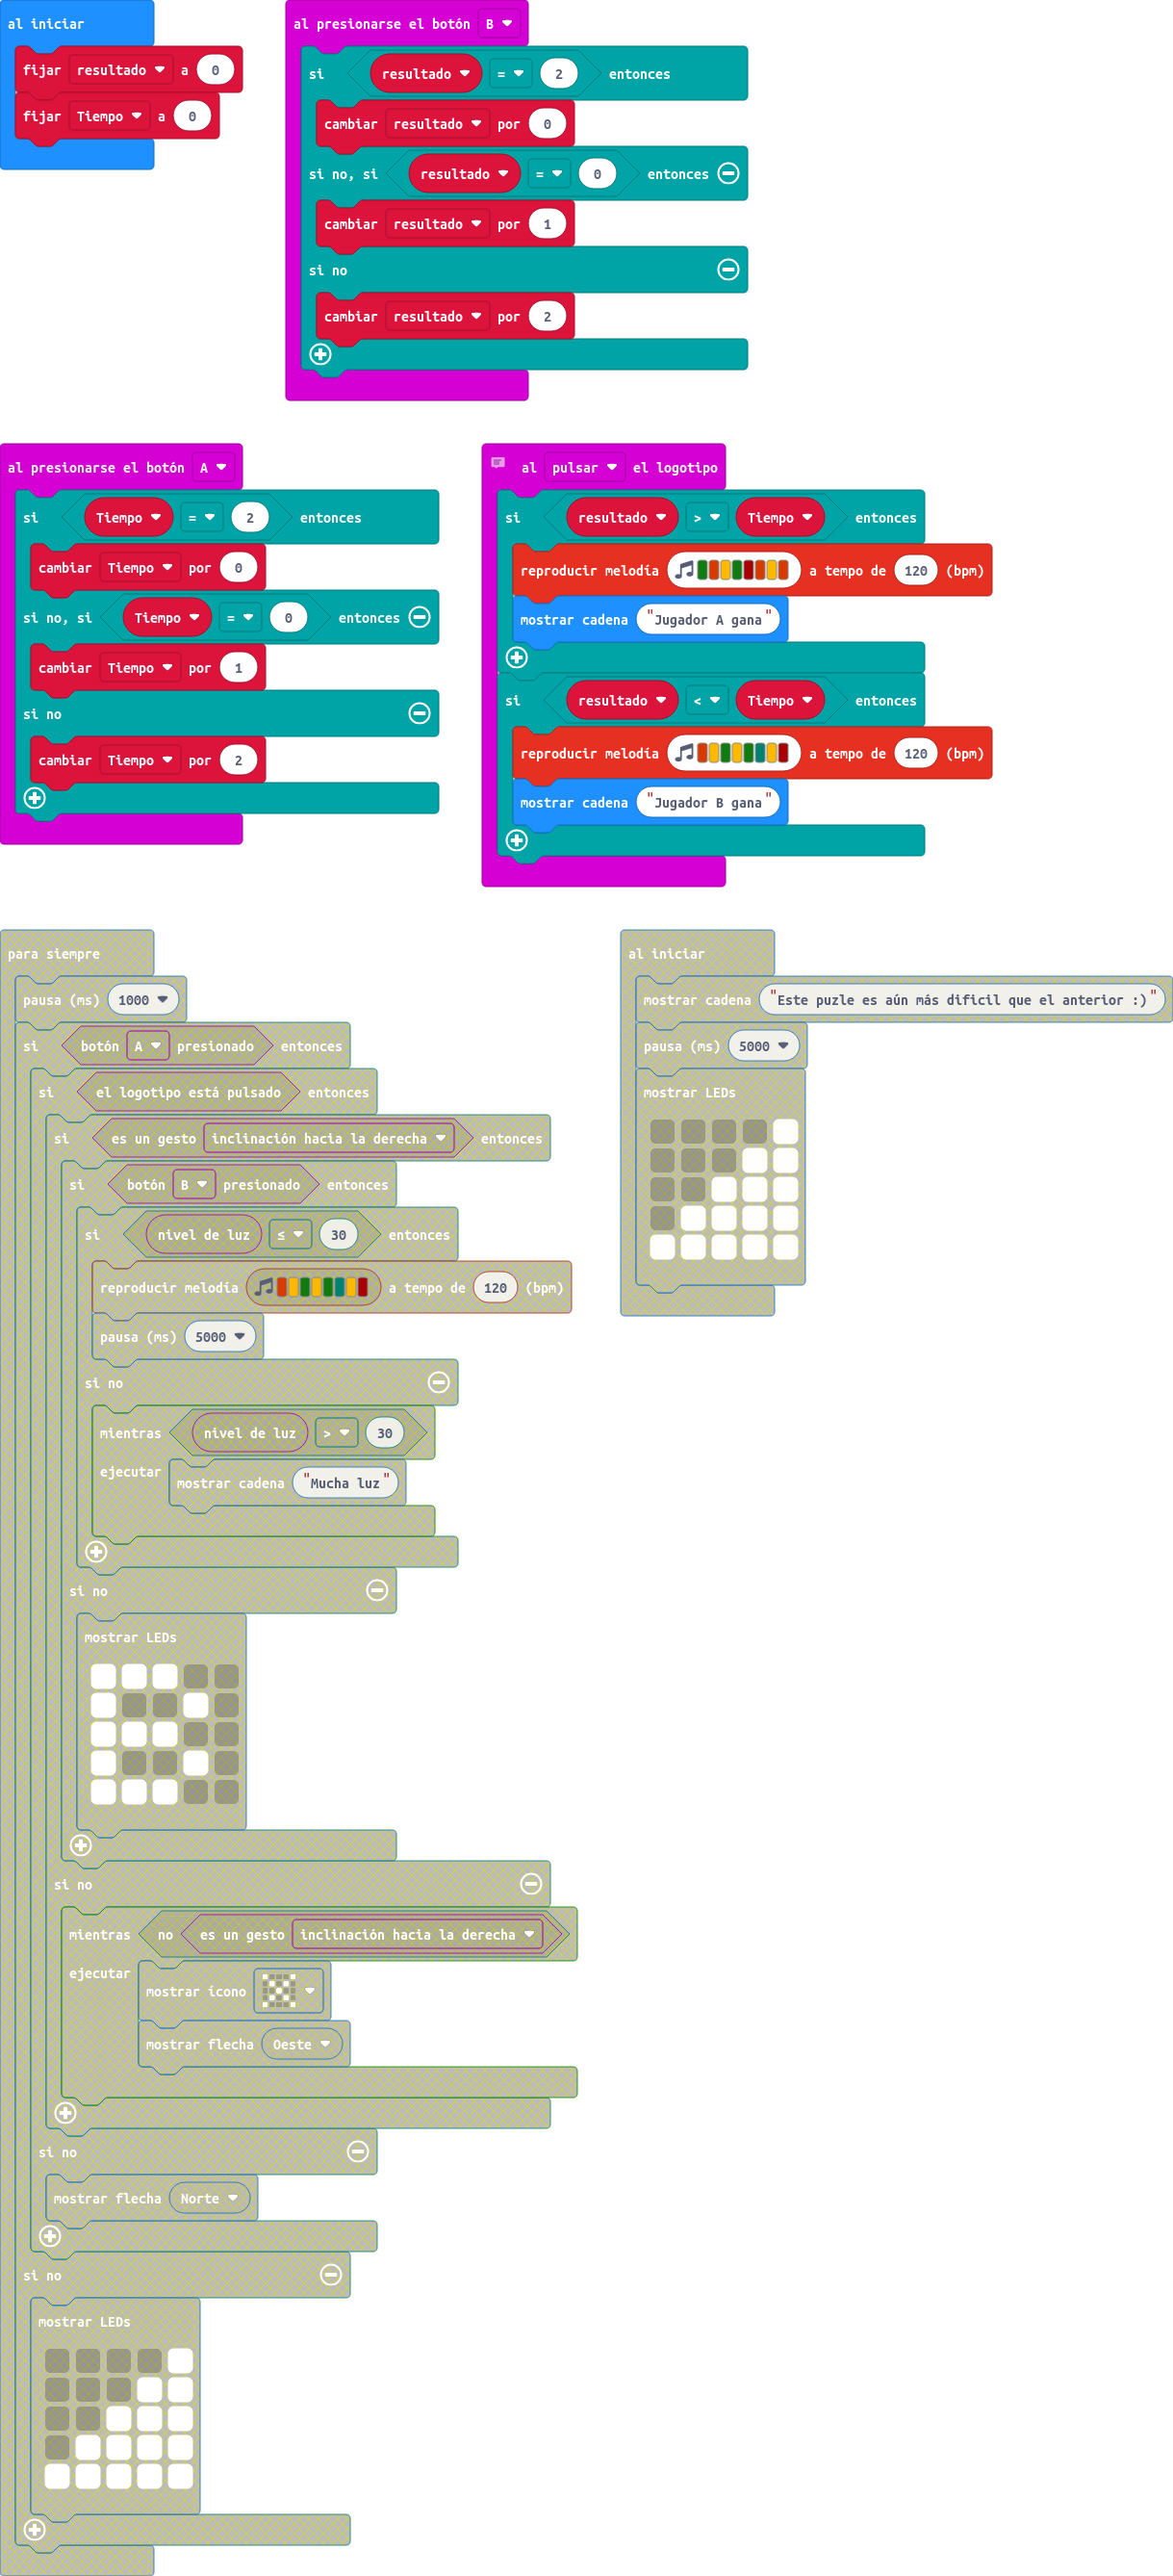 al iniciar
fijar resultado a 0
fijar Tiempo a 0
al presionarse el botón B
si resultado = 2 entonces
cambiar resultado por 0
si no, si resultado = 0 entonces
cambiar resultado por 1
si no
cambiar resultado por 2
al presionarse el botón A
si Tiempo = 2 entonces
cambiar Tiempo por 0
si no, si Tiempo = 0 entonces
cambiar Tiempo por 1
si no
cambiar Tiempo por 2
al pulsar el logotipo
si resultado > Tiempo entonces
reproducir melodía a tempo de 120 (bpm)
mostrar cadena "Jugador A gana"
si resultado < Tiempo entonces
reproducir melodía a tempo de 120 (bpm)
mostrar cadena "Jugador B gana"
para siempre
pausa (ms) 1000
si botón A presionado entonces
si el logotipo está pulsado entonces
si es un gesto inclinación hacia la derecha entonces
si botón B presionado entonces
si nivel de luz ≤ 30 entonces
reproducir melodía a tempo de 120 (bpm)
pausa (ms) 5000
si no
mientras nivel de luz > 30
ejecutar mostrar cadena "Mucha luz"
si no
mostrar LEDs
si no
mientras no es un gesto inclinación hacia la derecha
ejecutar mostrar ícono
mostrar flecha Oeste
si no
mostrar flecha Norte
si no
mostrar LEDs
al iniciar
mostrar cadena "Este puzle es aún más dificil que el anterior :)"
pausa (ms) 5000
mostrar LEDs